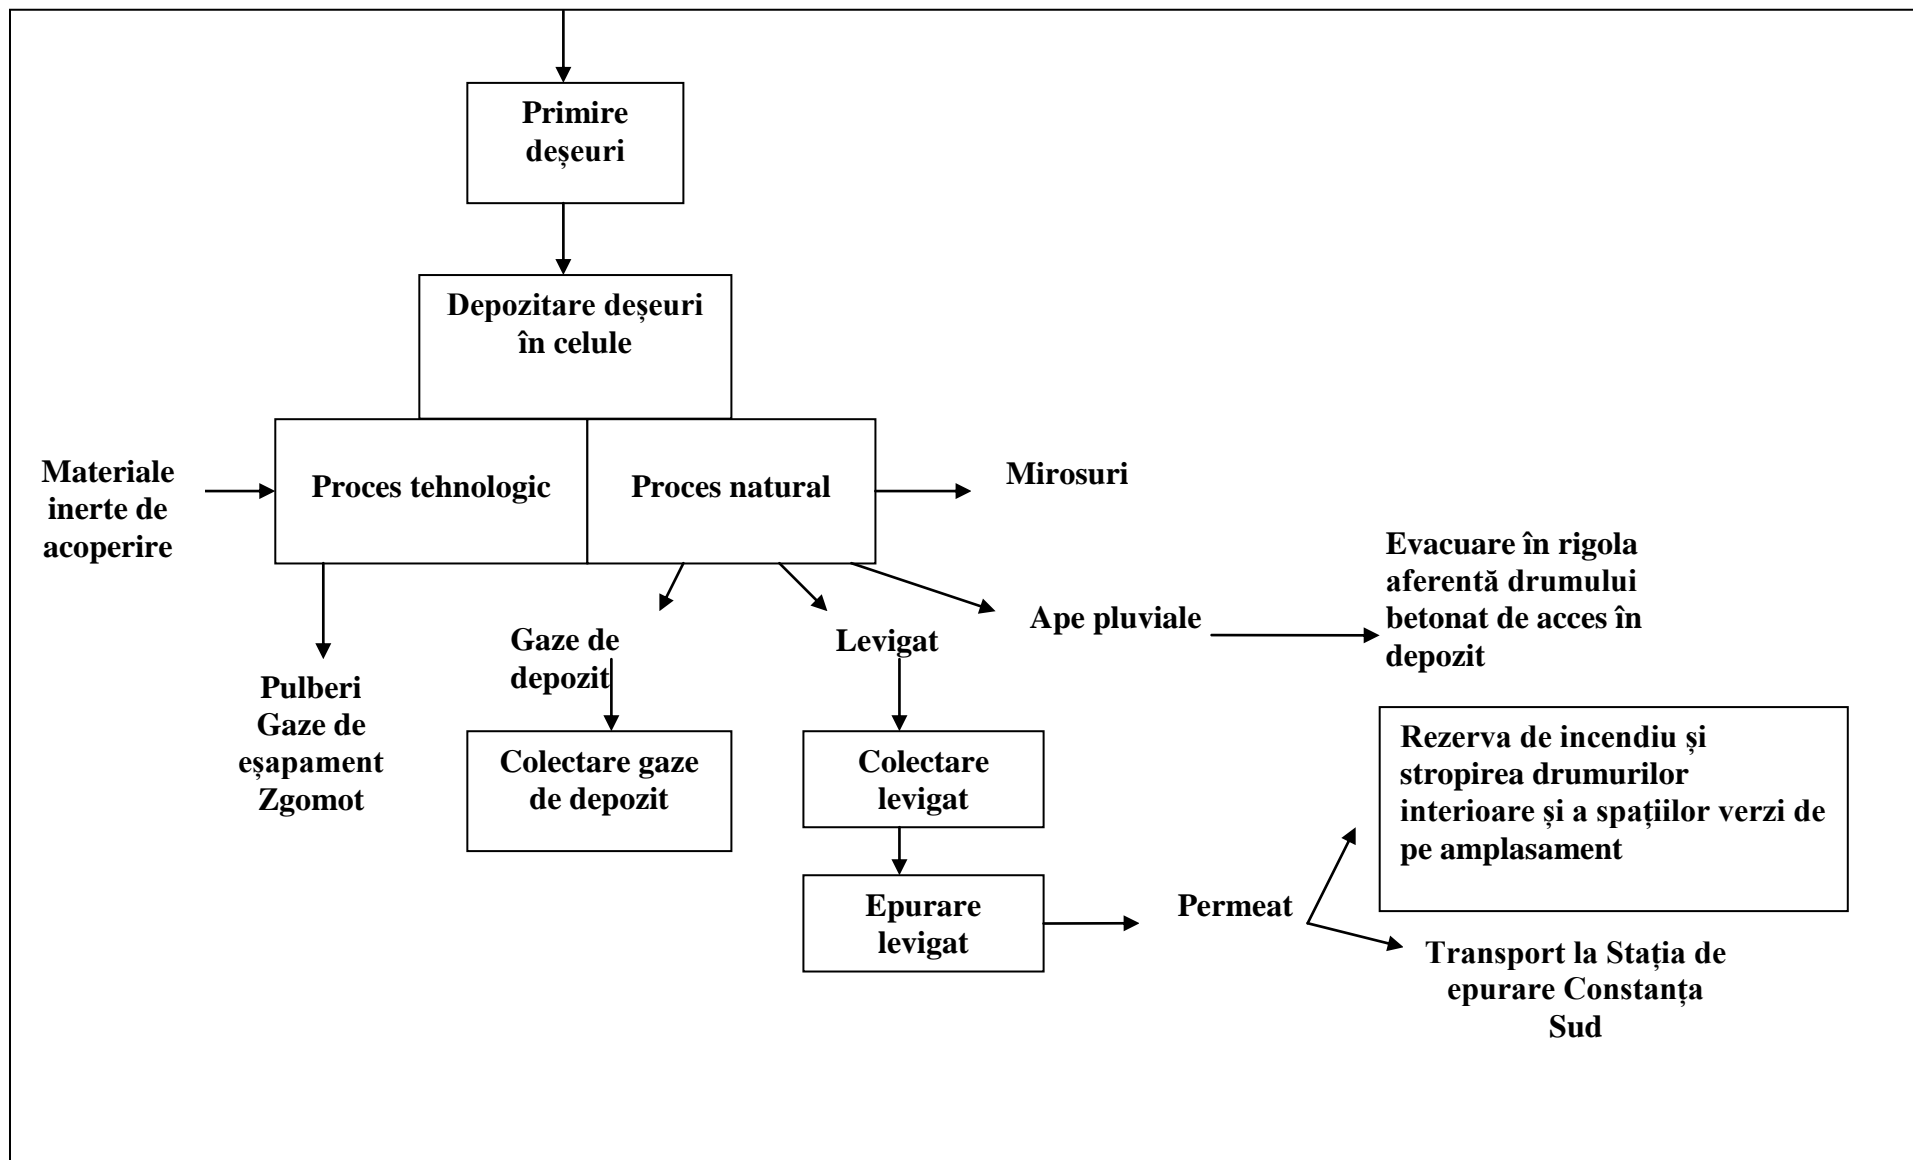 Primire
deșeuri
Depozitare deșeuri
în celule
Materiale
inerte de
acoperire
Proces tehnologic
Proces natural
Mirosuri
Evacuare în rigola
aferentă drumului
betonat de acces în
depozit
Ape pluviale
Levigat
Gaze de
depozit
Pulberi
Gaze de
eșapament
Zgomot
Colectare gaze
de depozit
Colectare
levigat
Rezerva de incendiu și
stropirea drumurilor
interioare și a spațiilor verzi de
pe amplasament
Epurare
levigat
Permeat
Transport la Stația de
epurare Constanța
Sud